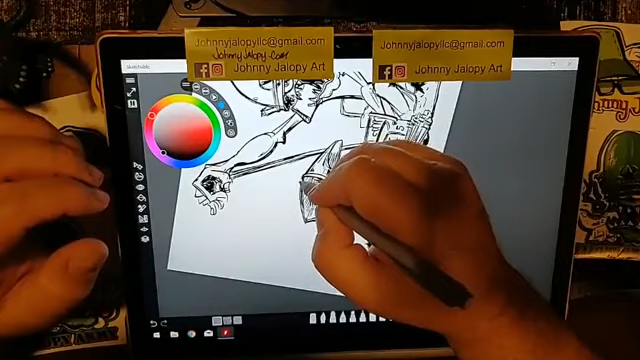 Johnnyjalopyllc@gmail.com
Johnnyjalopy.com
Johnny Jalopy Art
Johnnyjalopyllc@gmail.com
Johnny Jalopy Art
Sketchable